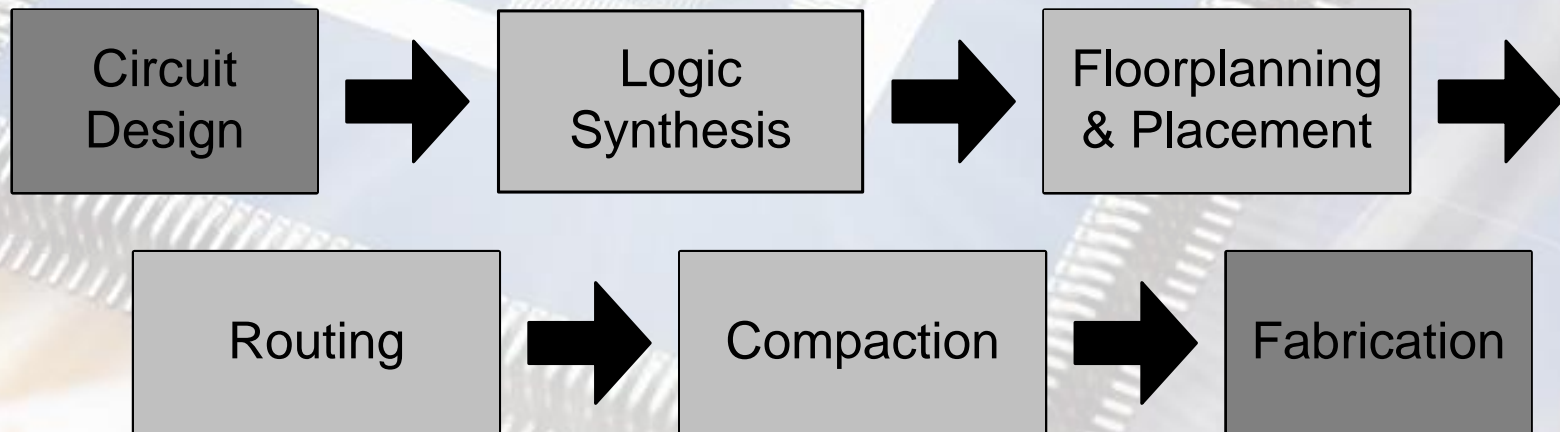 Circuit
Design
Logic
Synthesis
Floorplanning
& Placement
Routing
Compaction
Fabrication